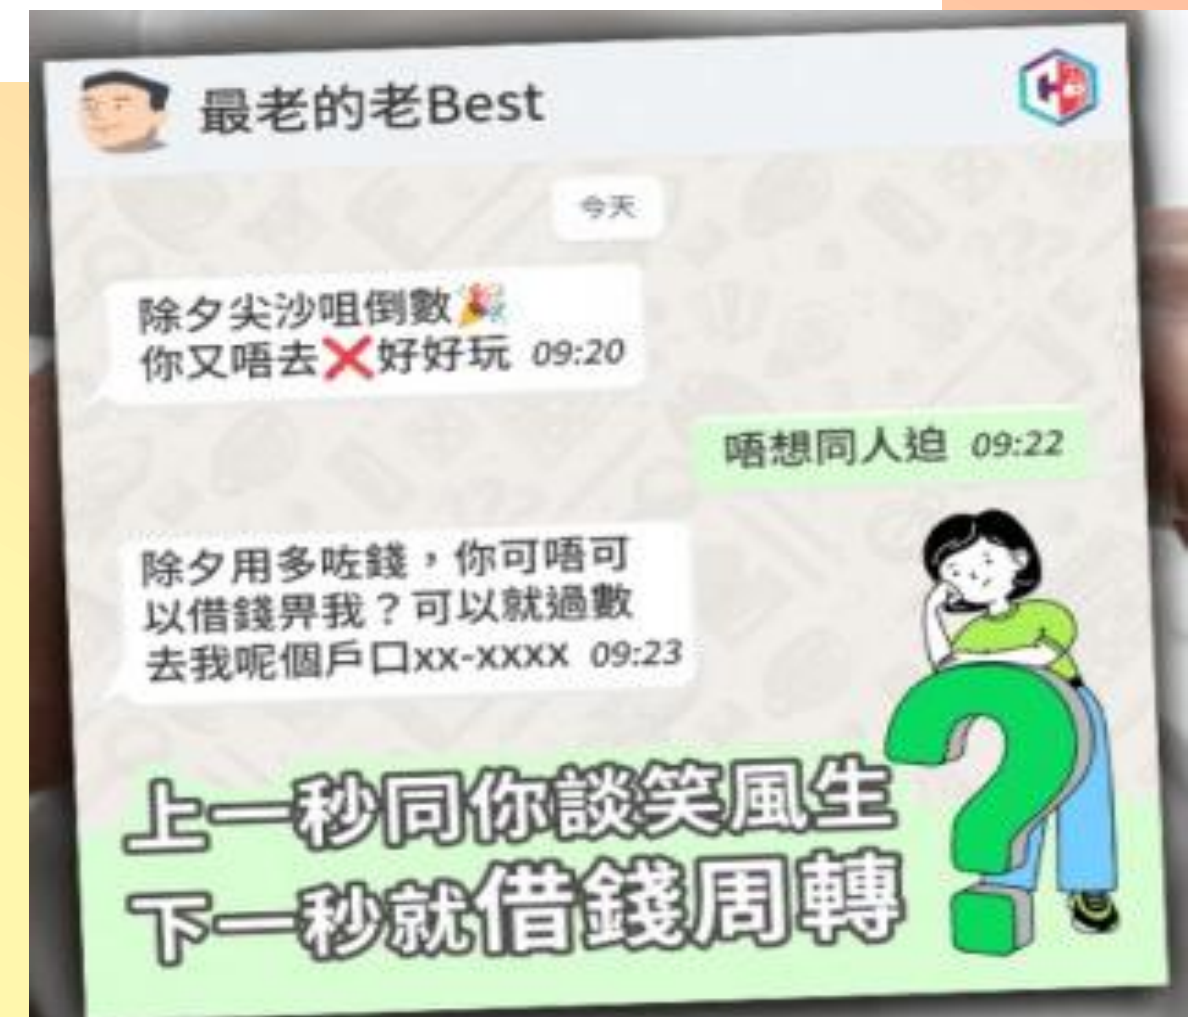 最老的老Best
今天
除夕尖沙咀倒數🎉
你又唔去❌好好玩 09:20
唔想同人迫 09:22
除夕用多咗錢，你可唔可
以借錢畀我？可以就過數
去我呢個戶口xx-xxxx 09:23
上一秒同你談笑風生
下一秒就借錢周轉